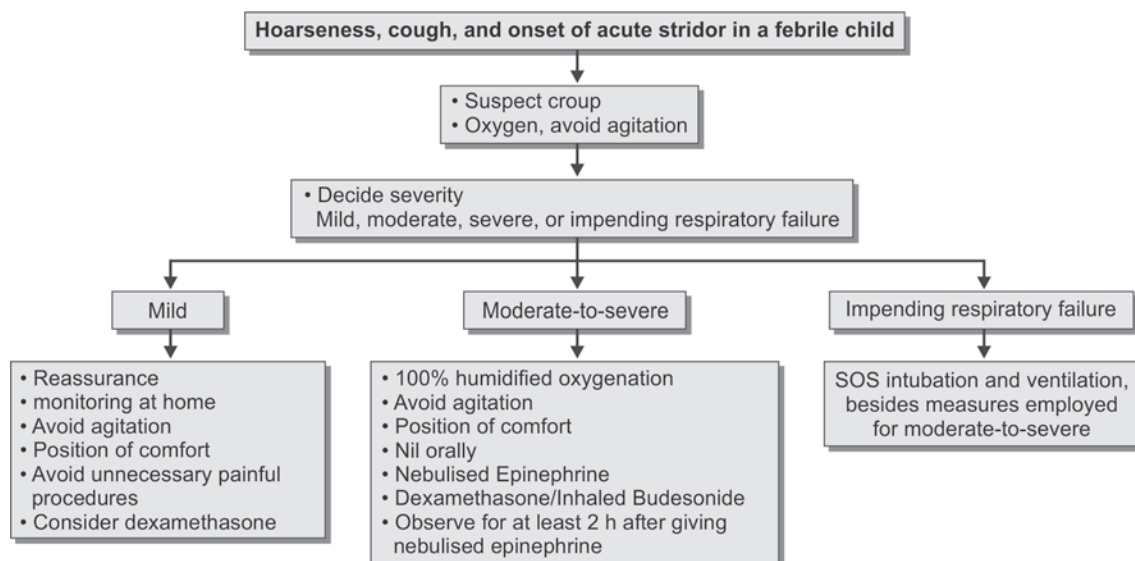 Hoarseness, cough, and onset of acute stridor in a febrile child
• Suspect croup
• Oxygen, avoid agitation
• Decide severity
Mild, moderate, severe, or impending respiratory failure
Mild
Moderate-to-severe
Impending respiratory failure
• Reassurance
• monitoring at home
• Avoid agitation
• Position of comfort
• Avoid unnecessary painful
procedures
• Consider dexamethasone
• 100% humidified oxygenation
• Avoid agitation
• Position of comfort
• Nil orally
• Nebulised Epinephrine
• Dexamethasone/Inhaled Budesonide
• Observe for at least 2 h after giving
nebulised epinephrine
SOS intubation and ventilation,
besides measures employed
for moderate-to-severe